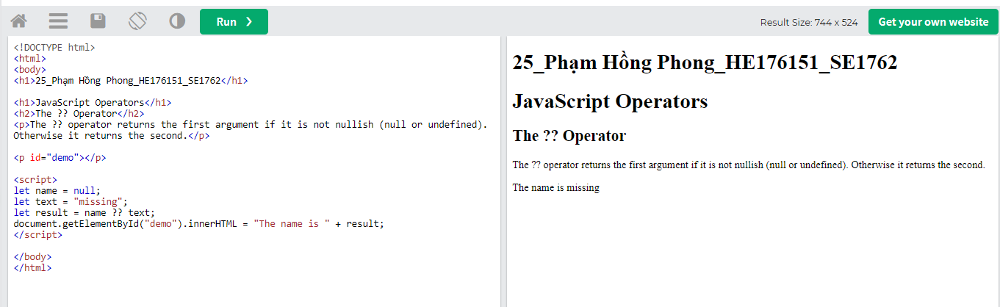 Run ❯
Result Size: 744 x 524
Get your own website
<!DOCTYPE html>
<html>
<body>
<h1>25_Phạm Hồng Phong_HE176151_SE1762</h1>
<h1>JavaScript Operators</h1>
<h2>The ?? Operator</h2>
<p>The ?? operator returns the first argument if it is not nullish (null or undefined).
Otherwise it returns the second.</p>
<p id="demo"></p>
<script>
let name = null;
let text = "missing";
let result = name ?? text;
document.getElementById("demo").innerHTML = "The name is " + result;
</script>
</body>
</html>
25_Phạm Hồng Phong_HE176151_SE1762
JavaScript Operators
The ?? Operator
The ?? operator returns the first argument if it is not nullish (null or undefined). Otherwise it returns the second.
The name is missing